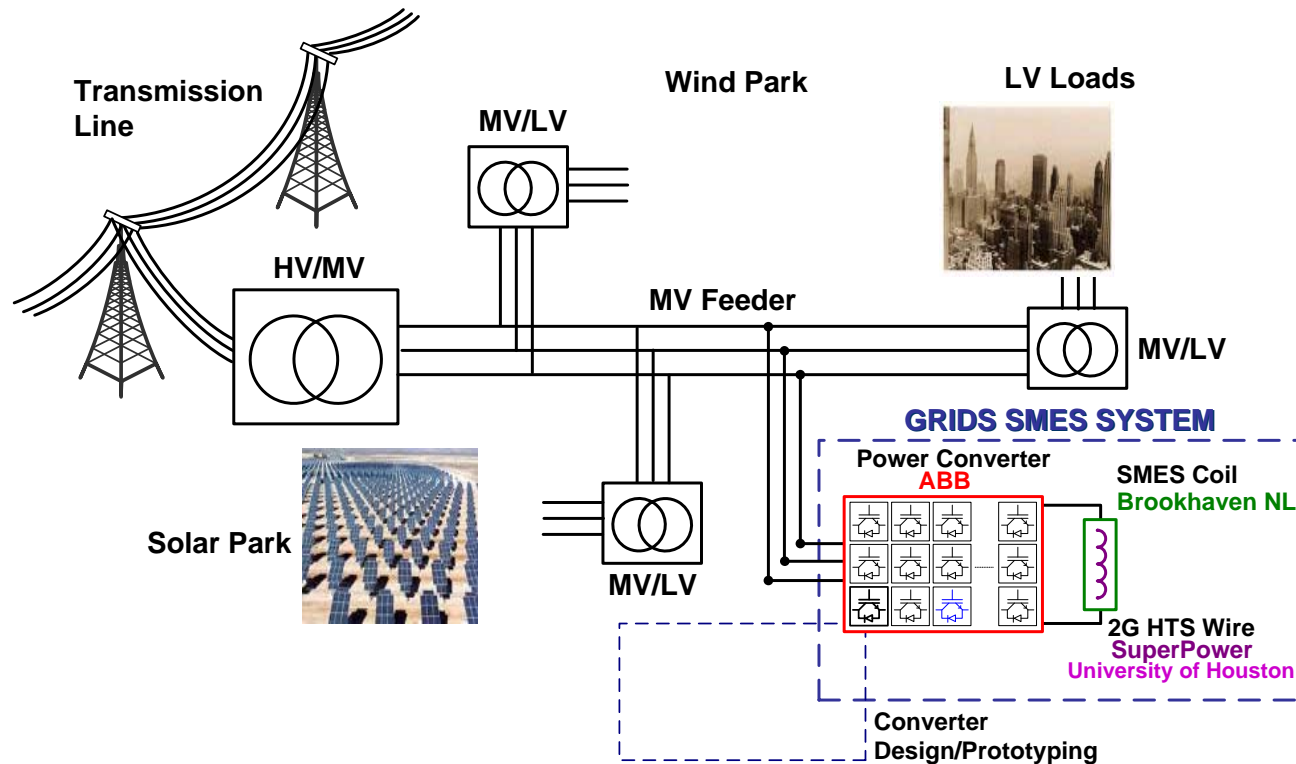 Transmission
Line
Wind Park
LV Loads
MV/LV
HV/MV
MV Feeder
MV/LV
GRIDS SMES SYSTEM
Power Converter
ABB
SMES Coil
Brookhaven NL
Solar Park
MV/LV
2G HTS Wire
SuperPower
University of Houston
Converter
Design/Prototyping